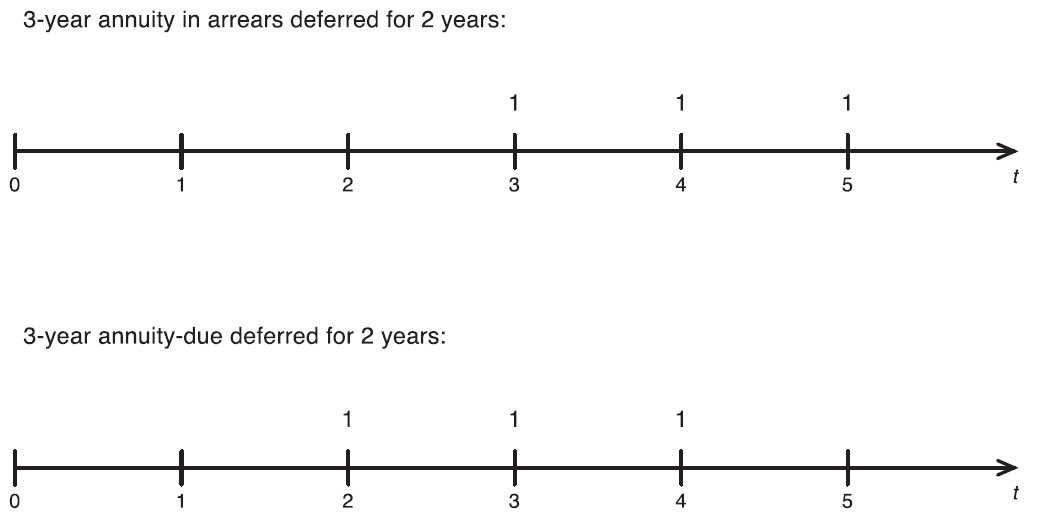 3-year annuity in arrears deferred for 2 years:
1 1 1
0 1 2 3 4 5 t
3-year annuity-due deferred for 2 years:
1 1 1
0 1 2 3 4 5 t